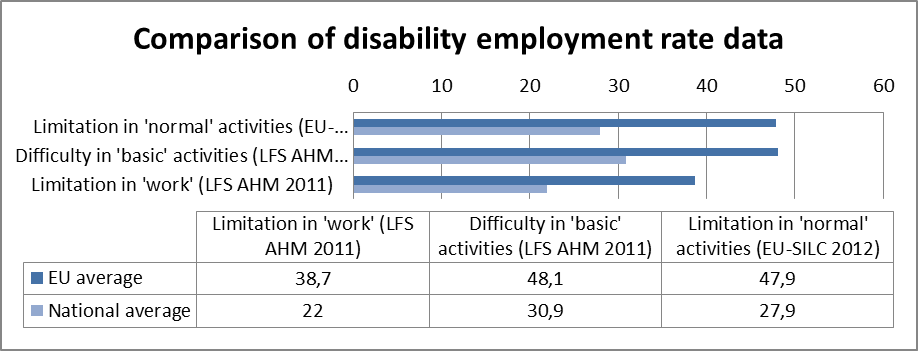 Comparison of disability employment rate data
0 10 20 30 40 50 60
Limitation in 'normal' activities (EU-...
Difficulty in 'basic' activities (LFS AHM...
Limitation in 'work' (LFS AHM 2011)
Limitation in 'work' (LFS AHM 2011) Difficulty in 'basic' activities (LFS AHM 2011) Limitation in 'normal' activities (EU-SILC 2012)
EU average 38,7 48,1 47,9
National average 22 30,9 27,9